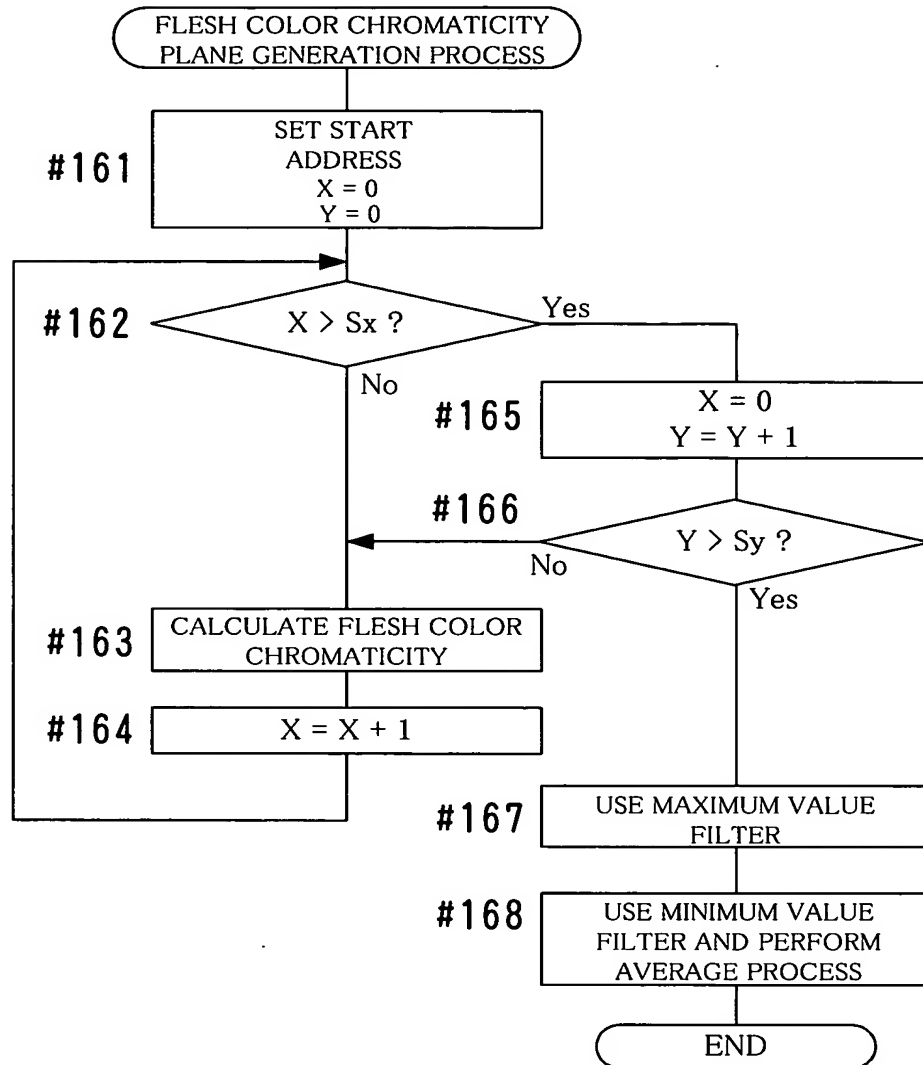 FLESH COLOR CHROMATICITY
PLANE GENERATION PROCESS
#161
SET START
ADDRESS
X = 0
Y = 0
#162
X > Sx ?
Yes
No
#165
X = 0
Y = Y + 1
#166
Y > Sy ?
No
Yes
#163
CALCULATE FLESH COLOR
CHROMATICITY
#164
X = X + 1
#167
USE MAXIMUM VALUE
FILTER
#168
USE MINIMUM VALUE
FILTER AND PERFORM
AVERAGE PROCESS
END